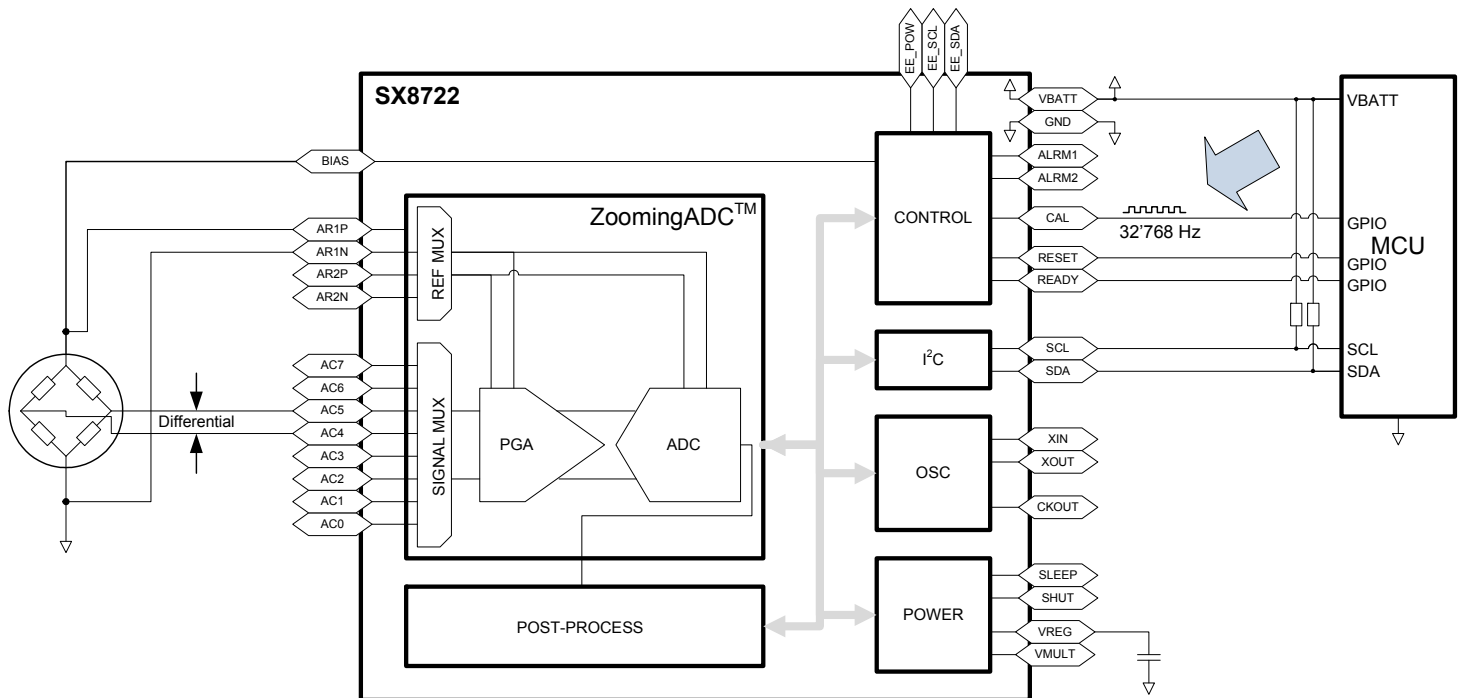 EE_POW
EE_SCL
EE_SDA
SX8722
VBATT
GND
VBATT
BIAS
ALRM1
ALRM2
ZoomingADC™
CONTROL
CAL
32'768 Hz
GPIO
MCU
AR1P
AR1N
AR2P
AR2N
REF MUX
RESET
READY
GPIO
GPIO
I²C
SCL
SDA
SCL
SDA
AC7
AC6
AC5
AC4
AC3
AC2
AC1
AC0
Differential
SIGNAL MUX
PGA
ADC
OSC
XIN
XOUT
CKOUT
POST-PROCESS
POWER
SLEEP
SHUT
VREG
VMULT